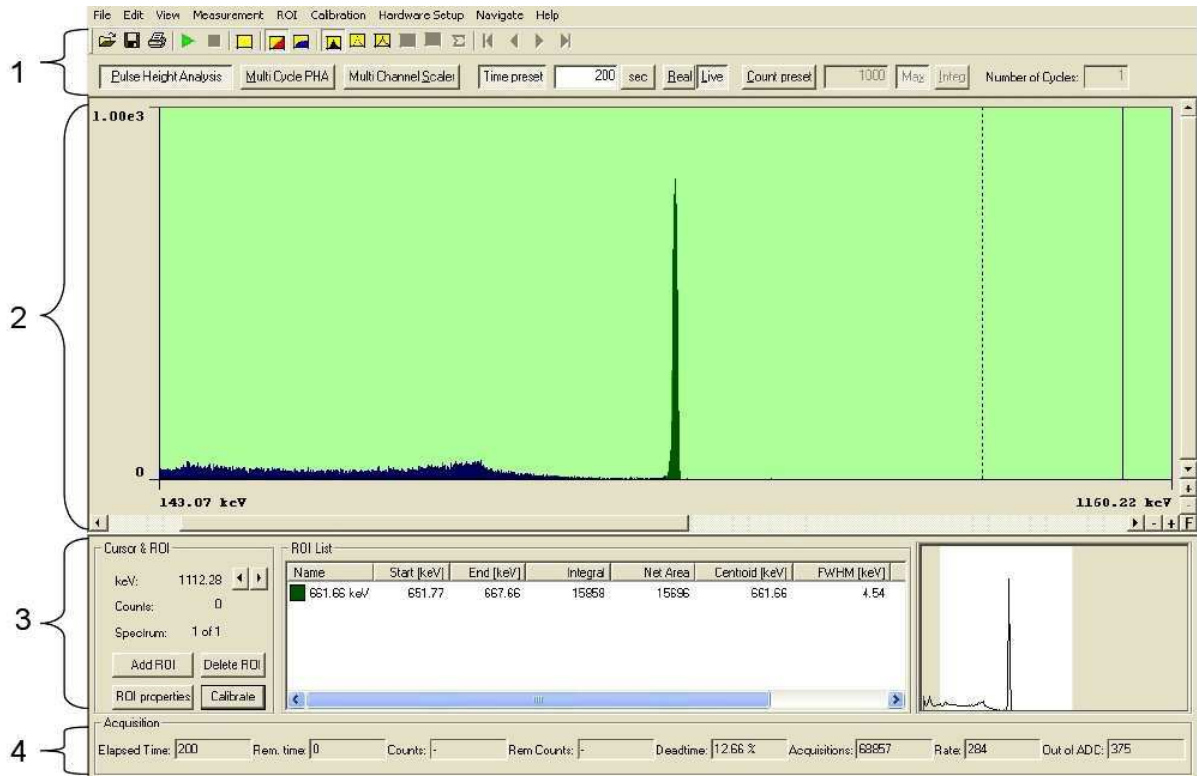 File Edit View Measurement ROI Calibration Hardware Setup Navigate Help
1
Pulse Height Analysis Multi Cycle PHA Multi Channel Scaler Time preset 200 sec Real Live Count preset 1000 Max Integ Number of Cycles: 1
1.00e3
2
0
143.07 keV 1160.22 keV
- + F
3
Cursor & ROI
keV: 1112.28
Counts: 0
Spectrum: 1 of 1
Add ROI Delete ROI
ROI properties Calibrate
ROI List
Name Start [keV] End [keV] Integral Net Area Centroid [keV] FWHM [keV]
661.66 keV 651.77 667.66 15858 15696 661.66 4.54
4
Acquisition
Elapsed Time: 200 Rem. time: 0 Counts: - Rem Counts: - Deadtime: 12.66 % Acquisitions: 68857 Rate: 284 Out of ADC: 375